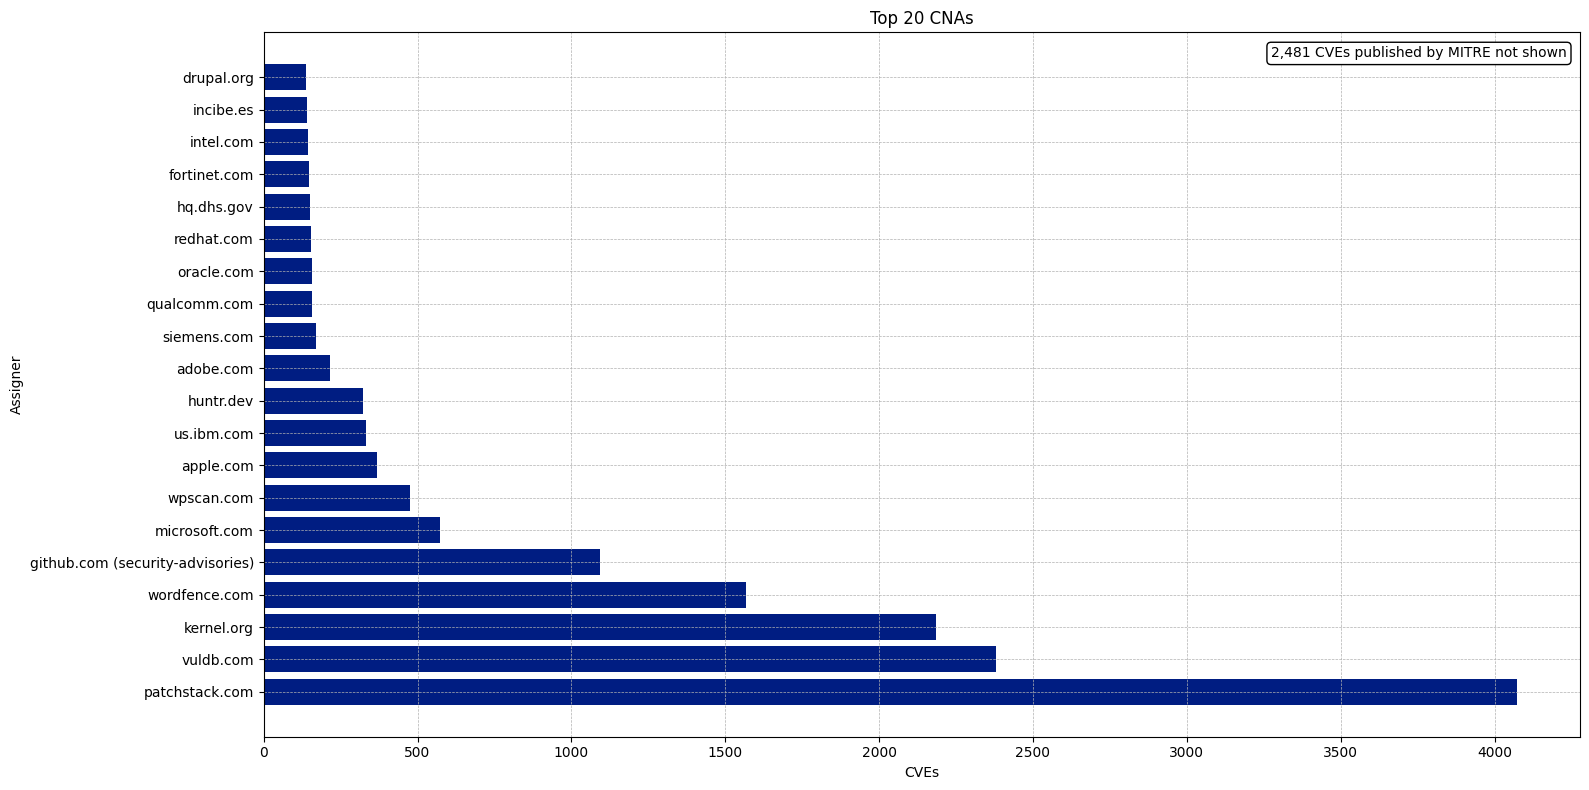 Top 20 CNAs
2,481 CVEs published by MITRE not shown
drupal.org
incibe.es
intel.com
fortinet.com
hq.dhs.gov
redhat.com
oracle.com
qualcomm.com
siemens.com
adobe.com
huntr.dev
us.ibm.com
apple.com
wpscan.com
microsoft.com
github.com (security-advisories)
wordfence.com
kernel.org
vuldb.com
patchstack.com
Assigner
0 500 1000 1500 2000 2500 3000 3500 4000
CVEs